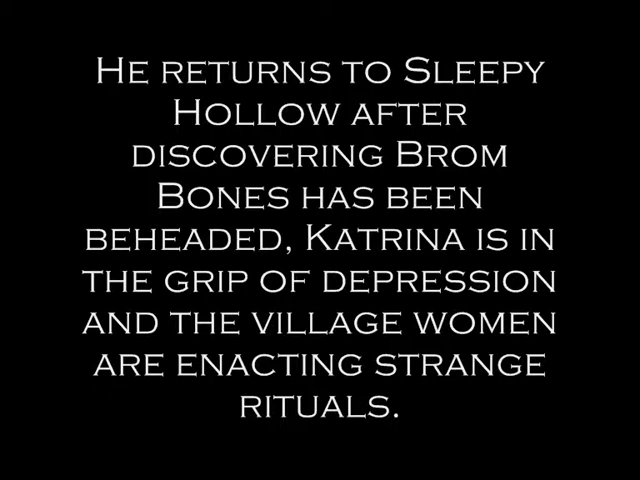 He returns to Sleepy
Hollow after
discovering Brom
Bones has been
beheaded, Katrina is in
the grip of depression
and the village women
are enacting strange
rituals.